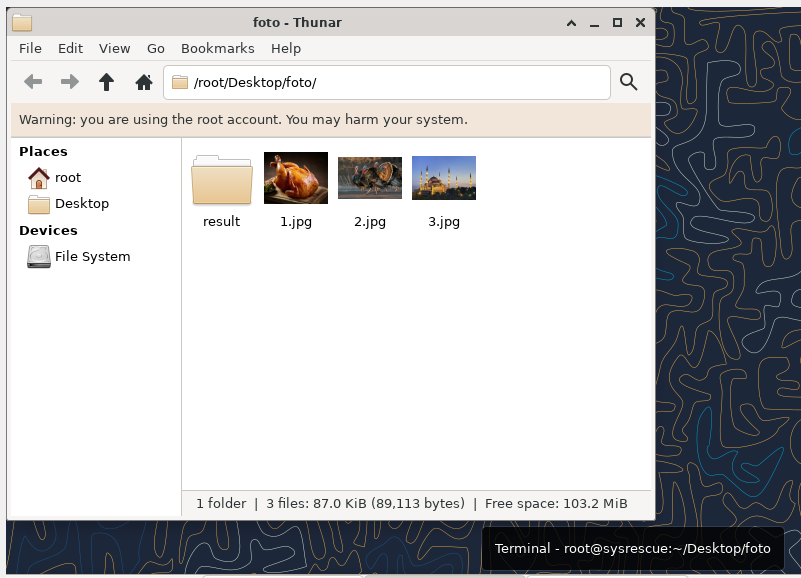 foto - Thunar
File Edit View Go Bookmarks Help
/root/Desktop/foto/
Warning: you are using the root account. You may harm your system.
Places
root
Desktop
Devices
File System
result 1.jpg 2.jpg 3.jpg
1 folder | 3 files: 87.0 KiB (89,113 bytes) | Free space: 103.2 MiB
Terminal - root@sysrescue:~/Desktop/foto